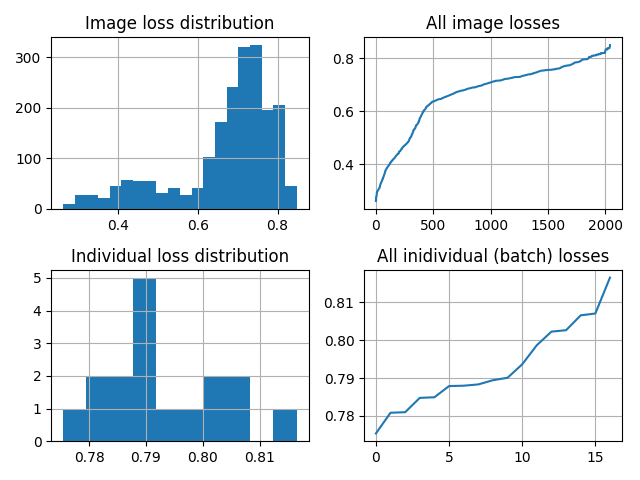 Image loss distribution
300
200
100
0
0.4 0.6 0.8
All image losses
0.8
0.6
0.4
0 500 1000 1500 2000
Individual loss distribution
5
4
3
2
1
0
0.78 0.79 0.80 0.81
All inidividual (batch) losses
0.81
0.80
0.79
0.78
0 5 10 15